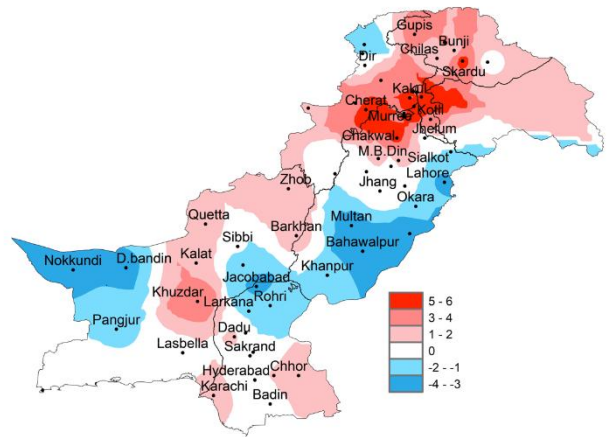 Gupis
Bunji
Chilas
Dir
Skardu
Kakul
Cherat
Murree
Kotli
Chakwal
Jhelum
M.B.Din
Sialkot
Lahore
Zhob
Jhang
Okara
Quetta
Multan
Barkhan
Sibbi
Bahawalpur
Nokkundi
D.bandin
Kalat
Khanpur
Jacobabad
Khuzdar
Larkana
Rohri
Pangjur
Dadu
Lasbella
Sakrand
Hyderabad
Chhor
Karachi
Badin
5 - 6
3 - 4
1 - 2
0
-2 - -1
-4 - -3